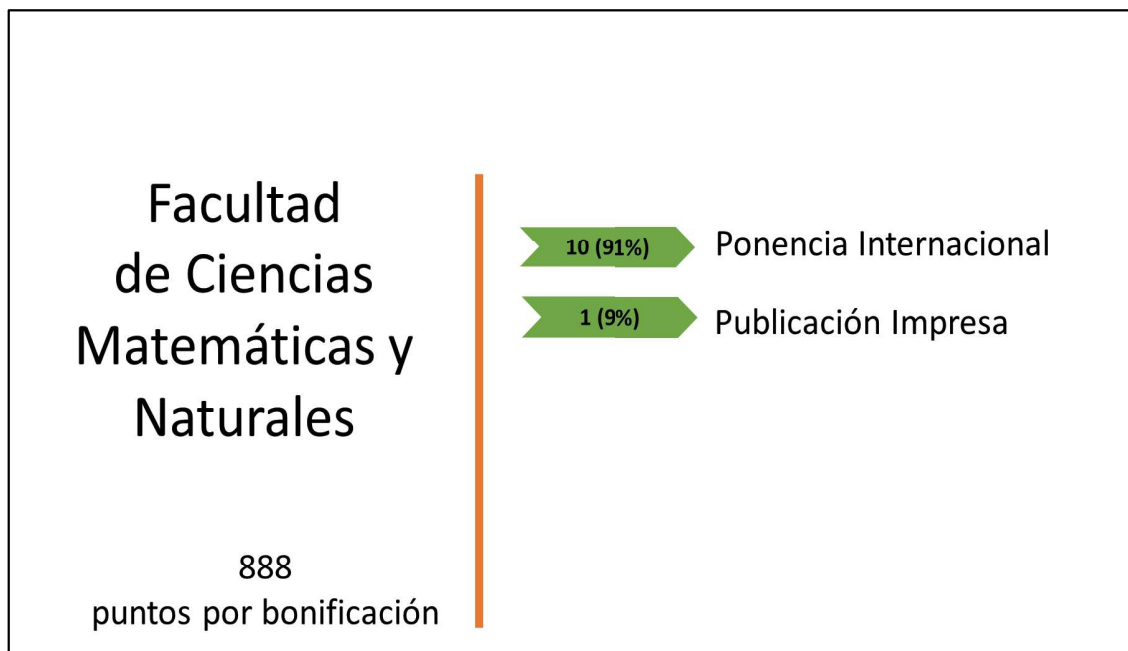 Facultad
de Ciencias
Matemáticas y
Naturales
888
puntos por bonificación
10 (91%) Ponencia Internacional
1 (9%) Publicación Impresa